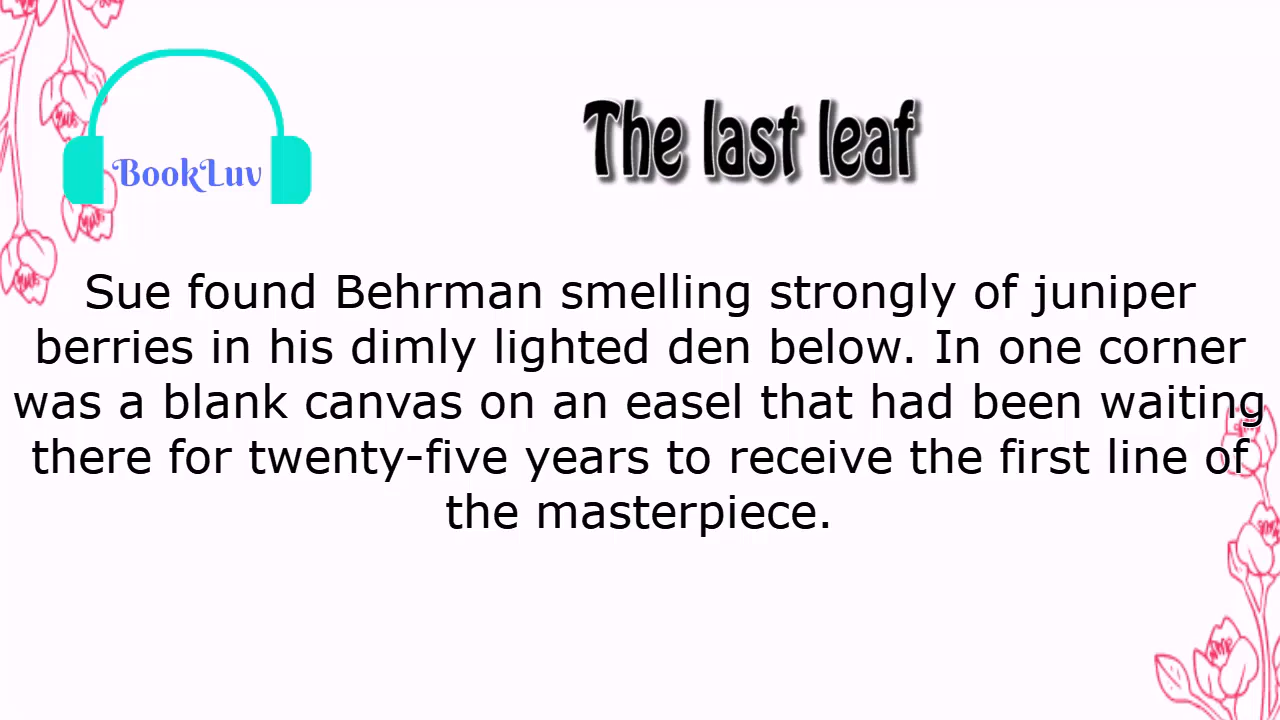 BookLuv
The last leaf
Sue found Behrman smelling strongly of juniper
berries in his dimly lighted den below. In one corner
was a blank canvas on an easel that had been waiting
there for twenty-five years to receive the first line of
the masterpiece.